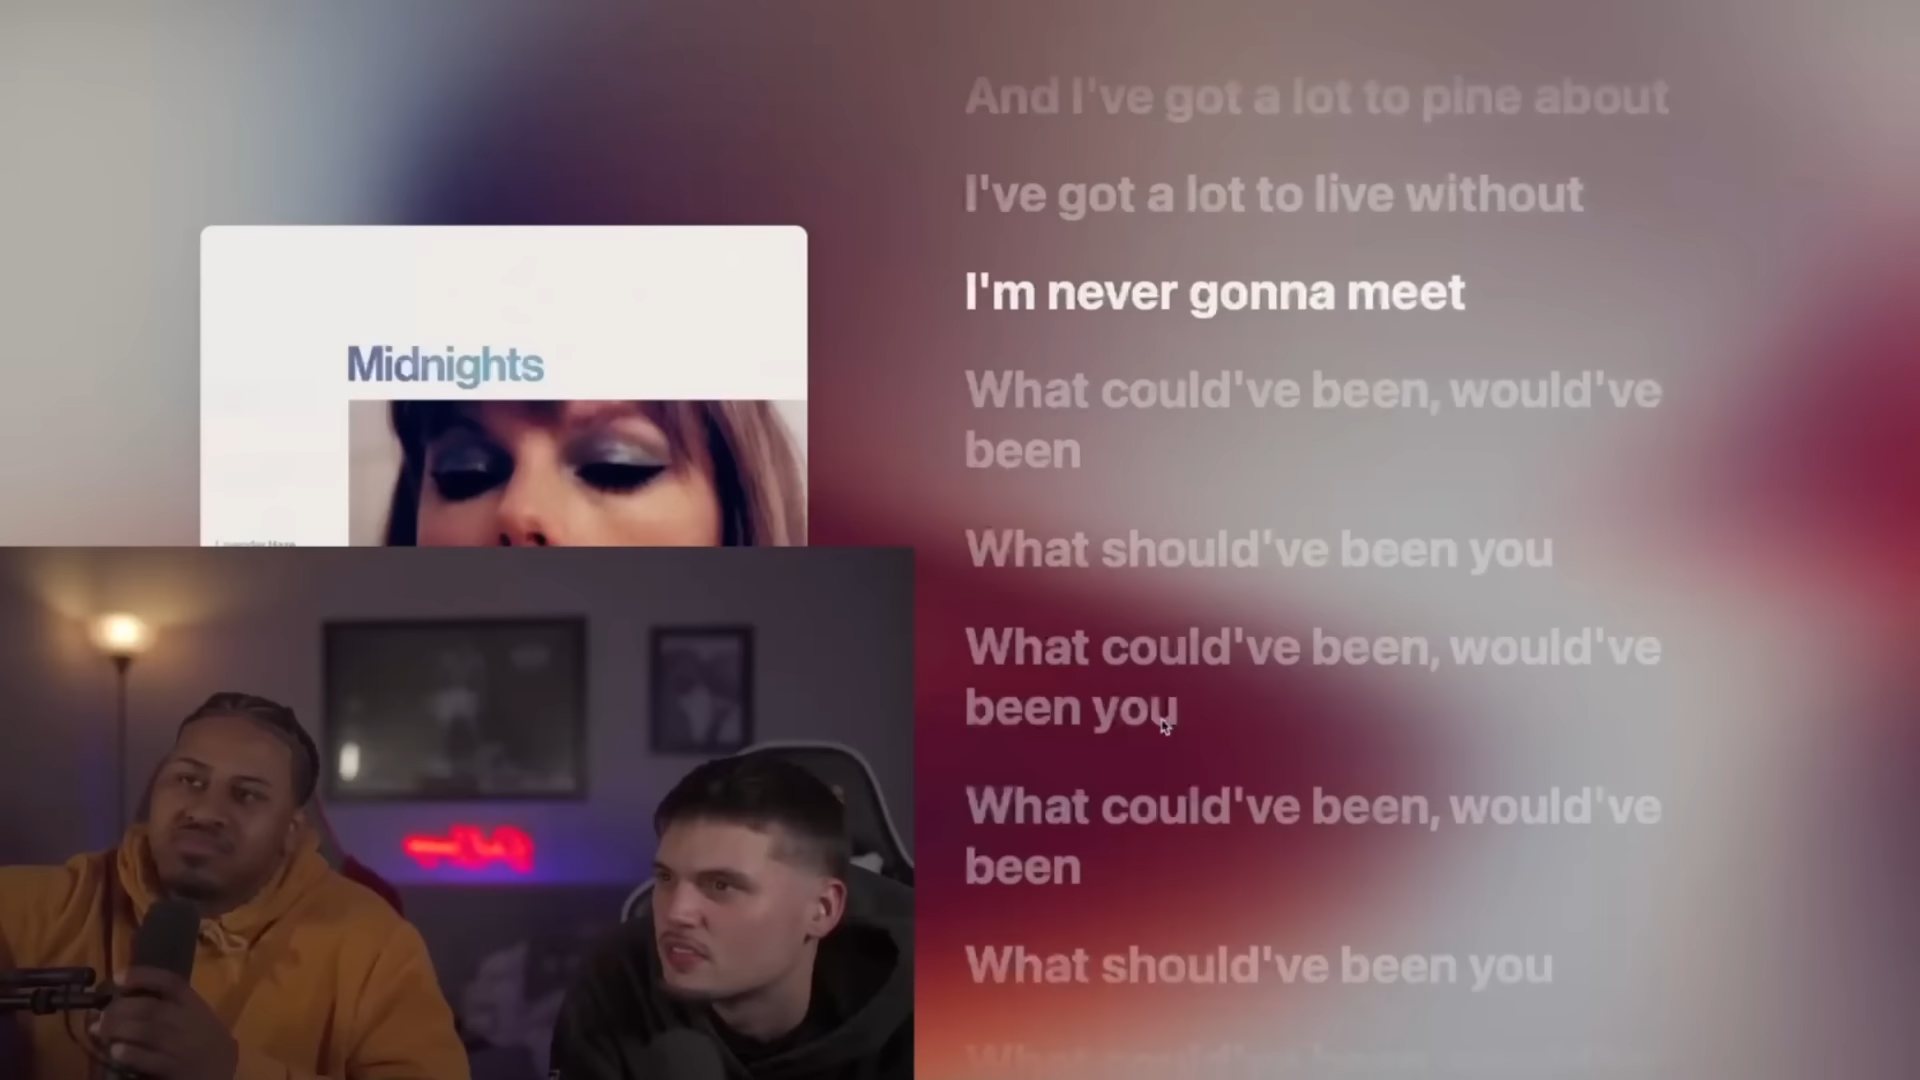 Midnights
And I've got a lot to pine about
I've got a lot to live without
I'm never gonna meet
What could've been, would've
been
What should've been you
What could've been, would've
been you
What could've been, would've
been
What should've been you